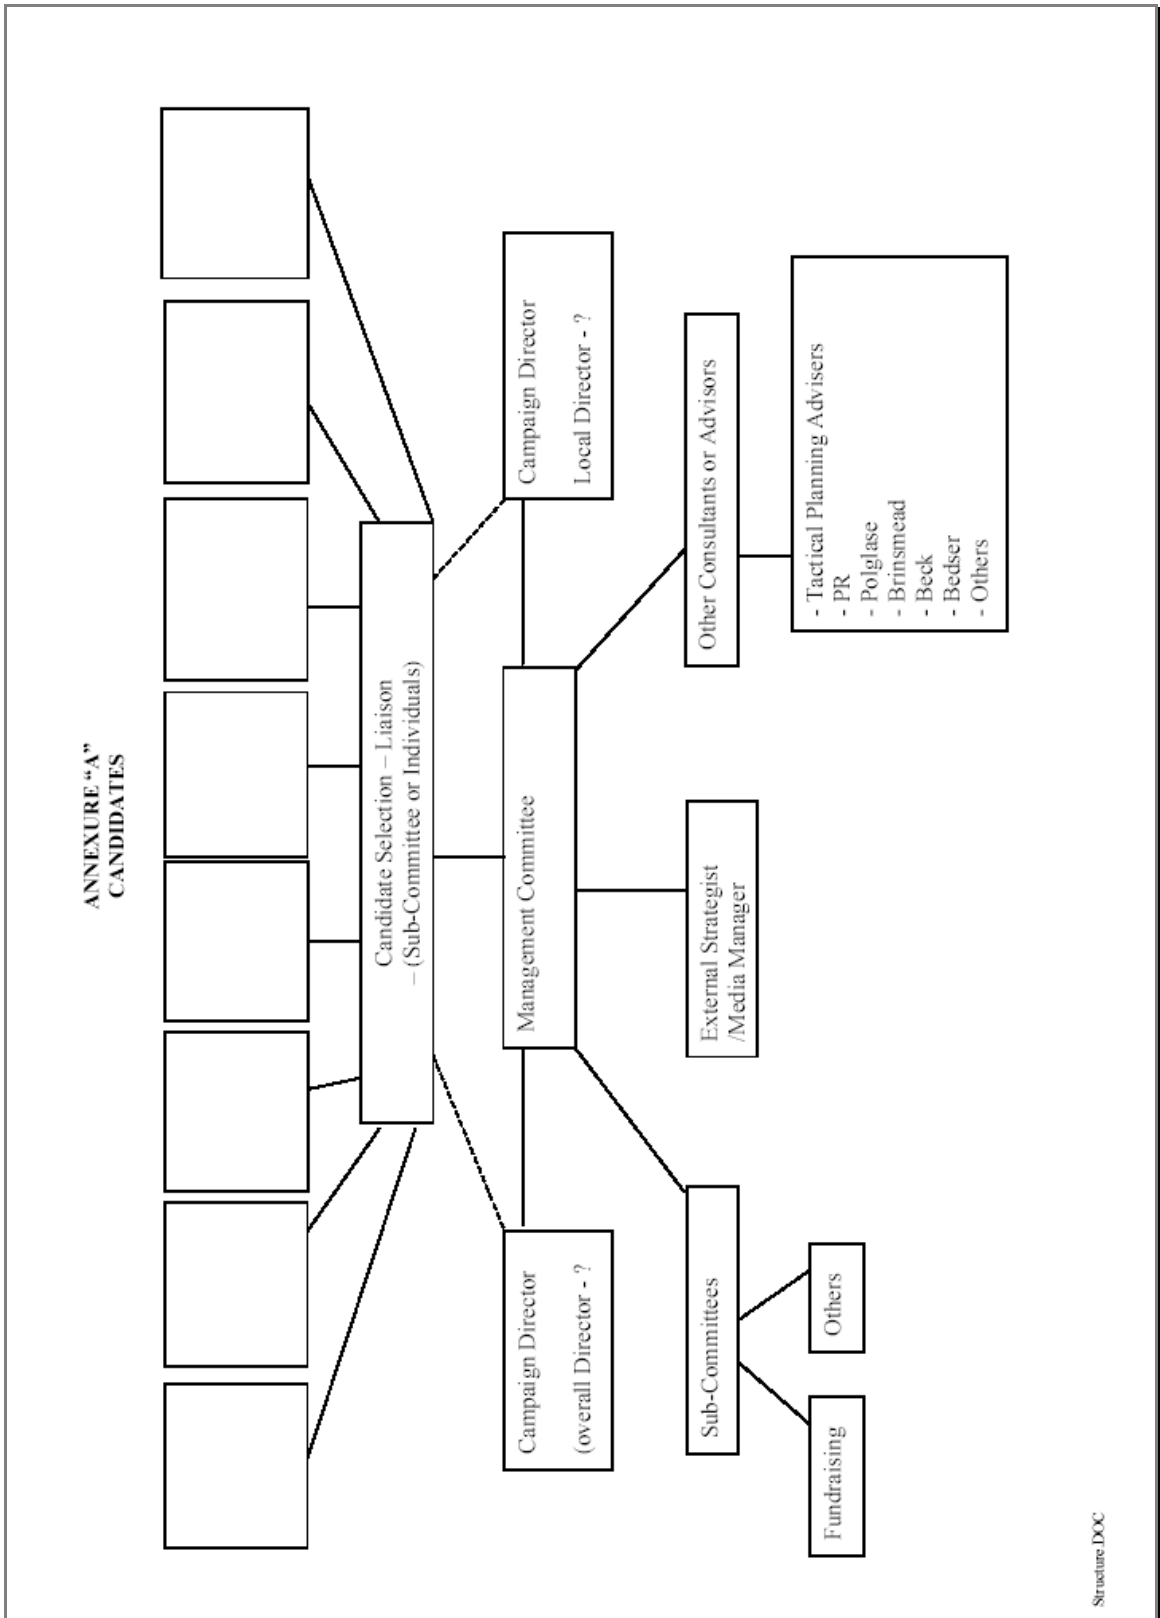 ANNEXURE “A”
CANDIDATES
Candidate Selection – Liaison
– (Sub-Committee or Individuals)
Campaign Director
(overall Director - ?
Management Committee
Campaign Director
Local Director - ?
Sub-Committees
External Strategist
/Media Manager
Other Consultants or Advisors
Fundraising
Others
- Tactical Planning Advisers
- PR
- Polglase
- Brinsmead
- Beck
- Bedser
- Others
Structure.DOC